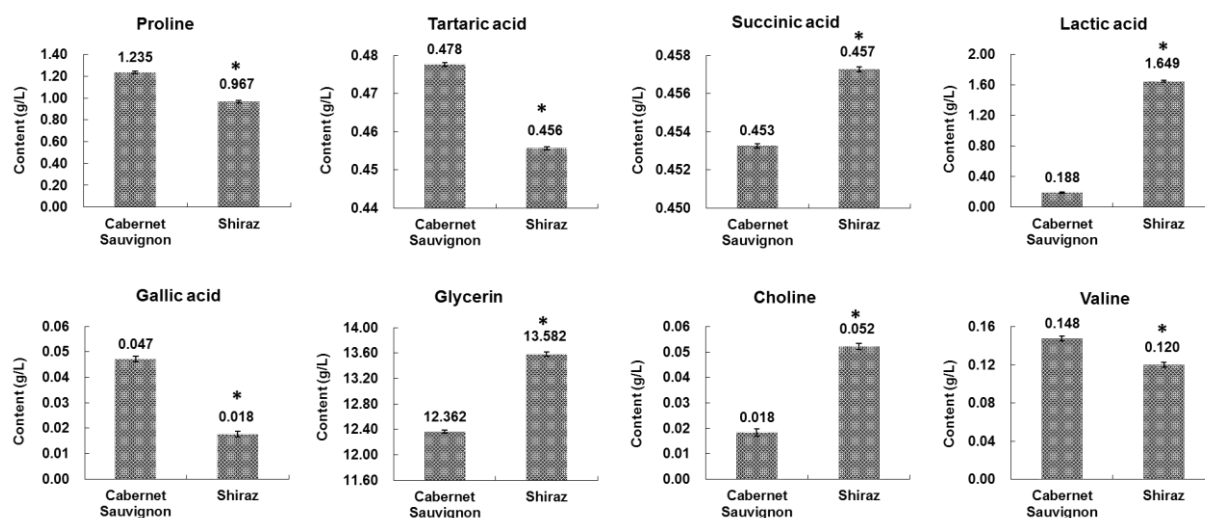 Proline
Content (g/L)
1.40
1.20
1.00
0.80
0.60
0.40
0.20
0.00
1.235
*
0.967
Cabernet
Sauvignon
Shiraz
Tartaric acid
Content (g/L)
0.48
0.47
0.46
0.45
0.44
0.478
*
0.456
Cabernet
Sauvignon
Shiraz
Succinic acid
Content (g/L)
0.458
0.456
0.454
0.452
0.450
0.453
*
0.457
Cabernet
Sauvignon
Shiraz
Lactic acid
Content (g/L)
2.00
1.60
1.20
0.80
0.40
0.00
0.188
*
1.649
Cabernet
Sauvignon
Shiraz
Gallic acid
Content (g/L)
0.06
0.05
0.04
0.03
0.02
0.01
0.00
0.047
*
0.018
Cabernet
Sauvignon
Shiraz
Glycerin
Content (g/L)
14.00
13.60
13.20
12.80
12.40
12.00
11.60
12.362
*
13.582
Cabernet
Sauvignon
Shiraz
Choline
Content (g/L)
0.06
0.05
0.04
0.03
0.02
0.01
0.00
0.018
*
0.052
Cabernet
Sauvignon
Shiraz
Valine
Content (g/L)
0.16
0.12
0.08
0.04
0.00
0.148
*
0.120
Cabernet
Sauvignon
Shiraz